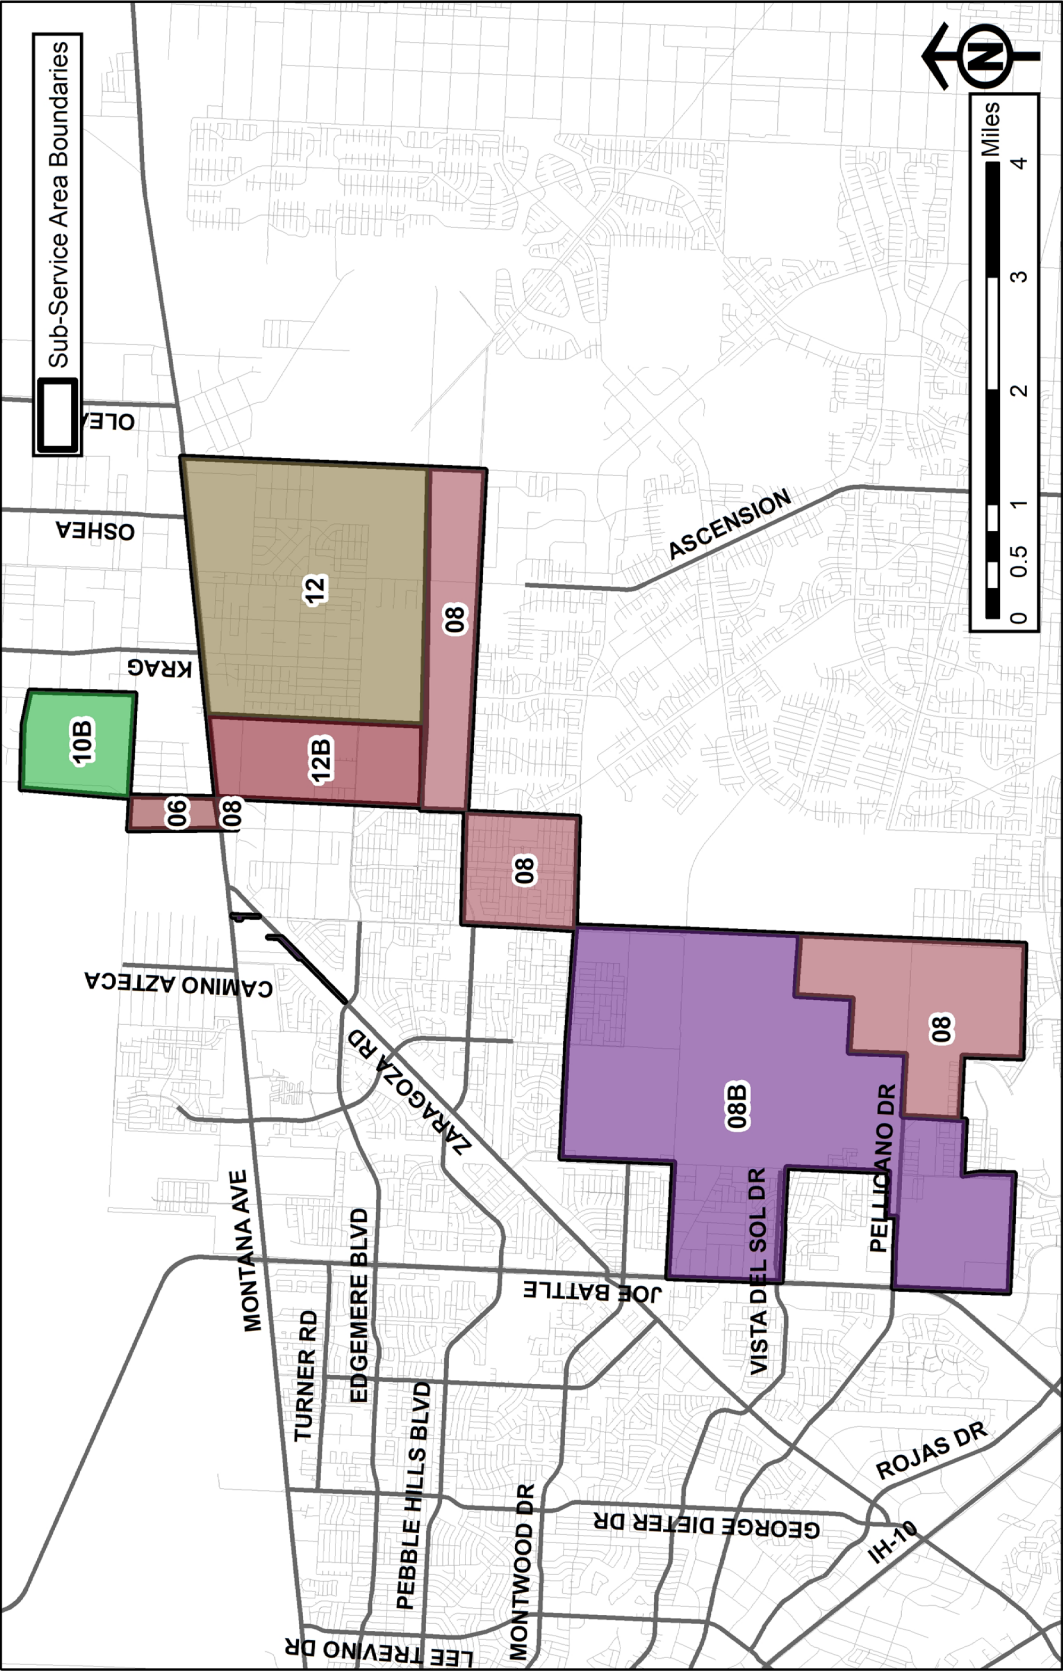 Sub-Service Area Boundaries
OLEA
OSHEA
KRAG
10B
06
08
12
12B
08
08
08B
08
CAMINO AZTECA
MONTANA AVE
ZARAGOZA RD
TURNER RD
EDGEMERE BLVD
PEBBLE HILLS BLVD
MONTWOOD DR
LEE TREVINO DR
JOE BATTLE
GEORGE DIETER DR
VISTA DEL SOL DR
PELLICANO DR
ROJAS DR
IH-10
ASCENSION
N
Miles
0 0.5 1 2 3 4